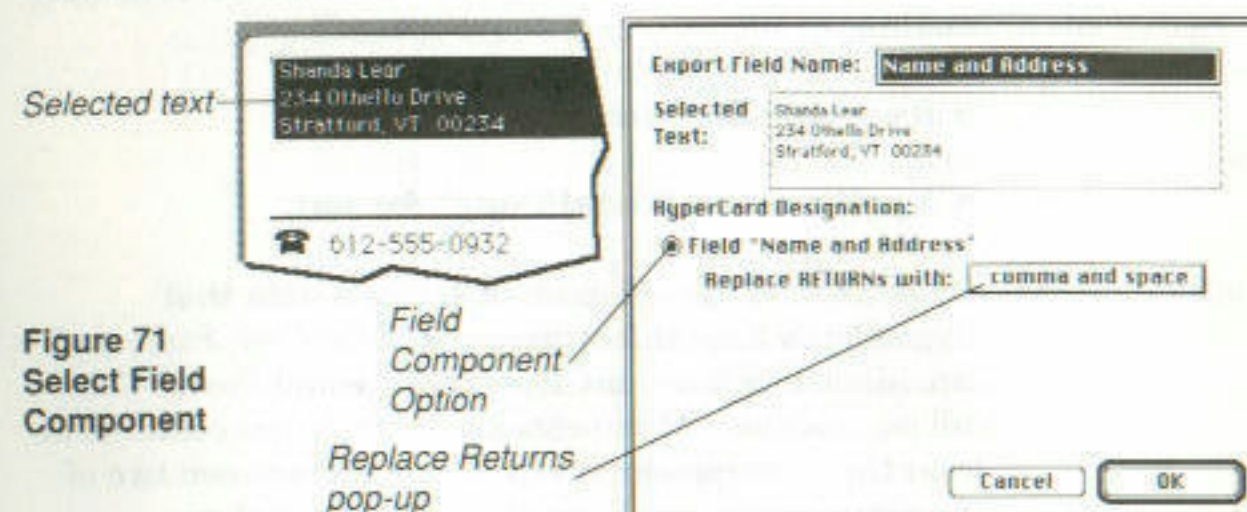 Selected text
Shanda Lear
234 Othello Drive
Stratford, VT 00234
612-555-0932
Figure 71
Select Field
Component
Field
Component
Option
Replace Returns
pop-up
Export Field Name: Name and Address
Selected
Text:
Shanda Lear
234 Othello Drive
Stratford, VT 00234
HyperCard Designation:
Field "Name and Address"
Replace RETURNs with: comma and space
Cancel
OK